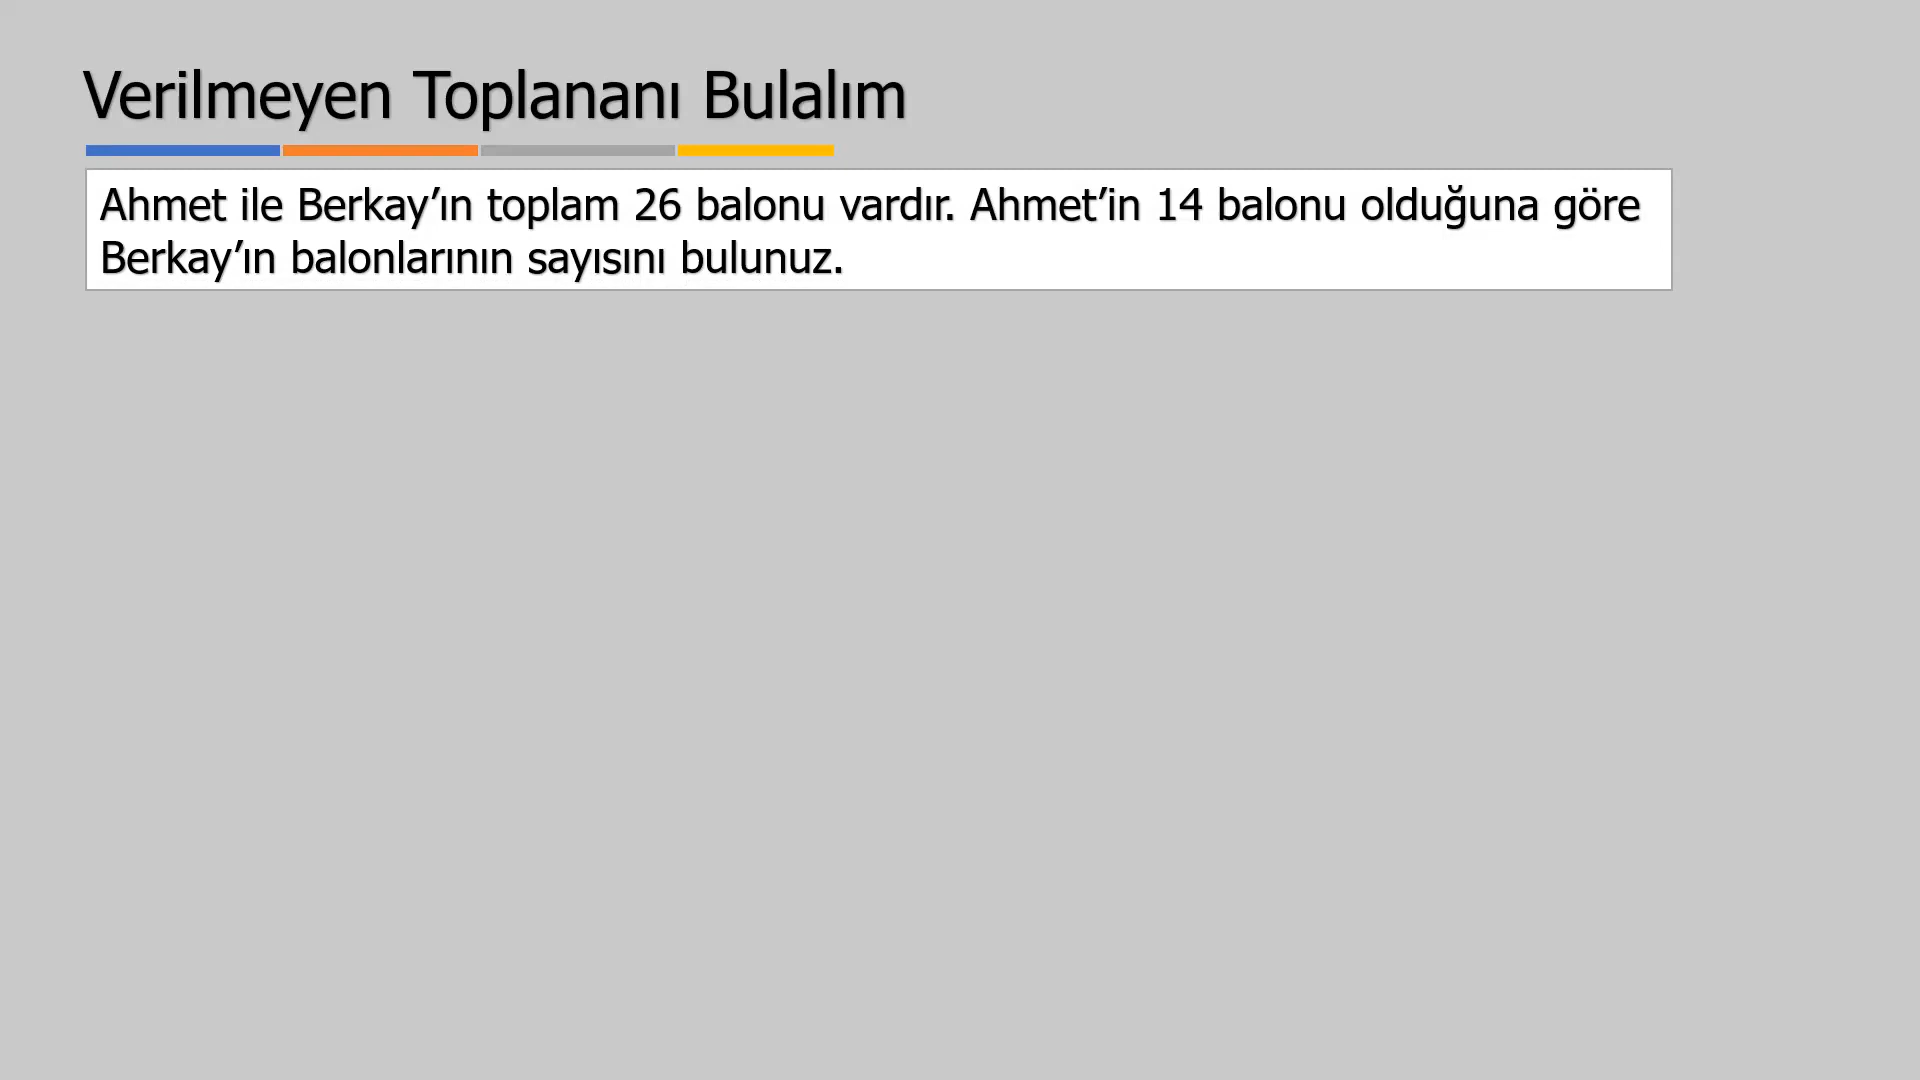 Verilmeyen Toplananı Bulalım
Ahmet ile Berkay’ın toplam 26 balonu vardır. Ahmet’in 14 balonu olduğuna göre
Berkay’ın balonlarının sayısını bulunuz.